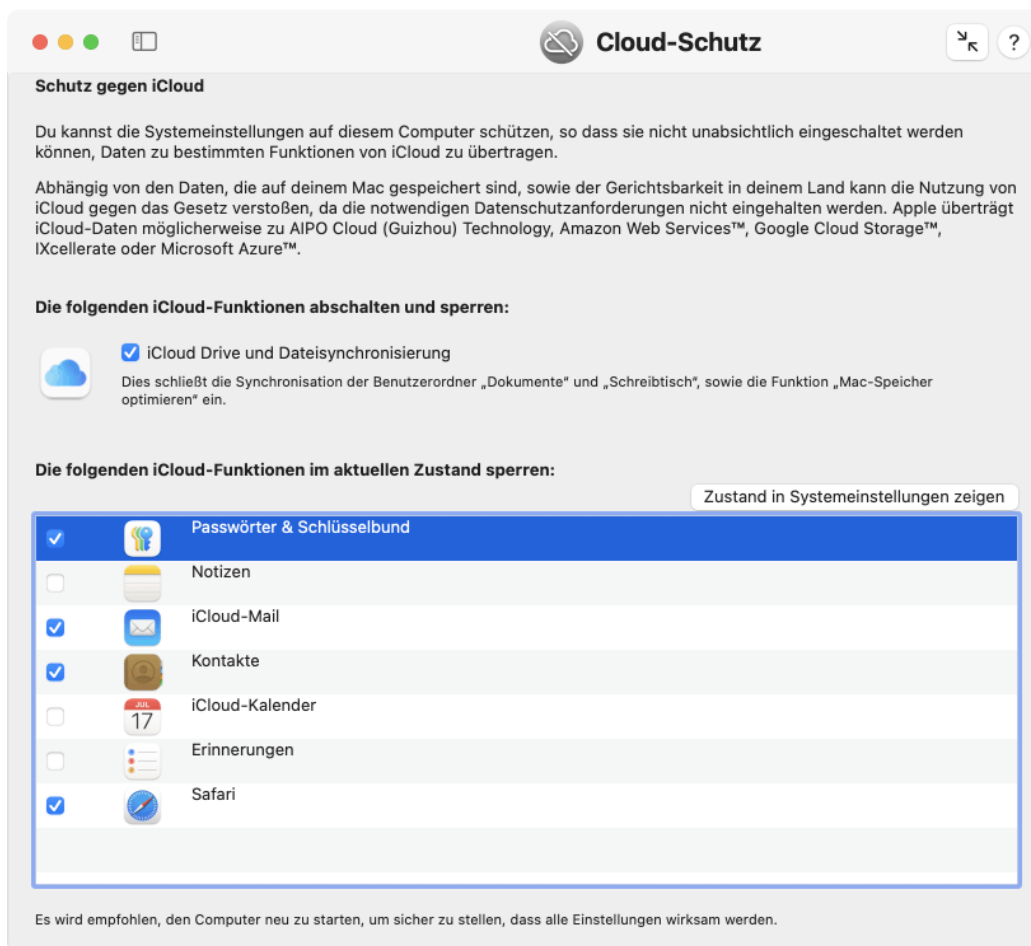 Cloud-Schutz
?
Schutz gegen iCloud
Du kannst die Systemeinstellungen auf diesem Computer schützen, so dass sie nicht unabsichtlich eingeschaltet werden
können, Daten zu bestimmten Funktionen von iCloud zu übertragen.
Abhängig von den Daten, die auf deinem Mac gespeichert sind, sowie der Gerichtsbarkeit in deinem Land kann die Nutzung von
iCloud gegen das Gesetz verstoßen, da die notwendigen Datenschutzanforderungen nicht eingehalten werden. Apple überträgt
iCloud-Daten möglicherweise zu AIPO Cloud (Guizhou) Technology, Amazon Web Services™, Google Cloud Storage™,
IXcellerate oder Microsoft Azure™.
Die folgenden iCloud-Funktionen abschalten und sperren:
iCloud Drive und Dateisynchronisierung
Dies schließt die Synchronisation der Benutzerordner „Dokumente“ und „Schreibtisch“, sowie die Funktion „Mac-Speicher
optimieren“ ein.
Die folgenden iCloud-Funktionen im aktuellen Zustand sperren:
Zustand in Systemeinstellungen zeigen
Passwörter & Schlüsselbund
Notizen
iCloud-Mail
Kontakte
JUL
17
iCloud-Kalender
Erinnerungen
Safari
Es wird empfohlen, den Computer neu zu starten, um sicher zu stellen, dass alle Einstellungen wirksam werden.